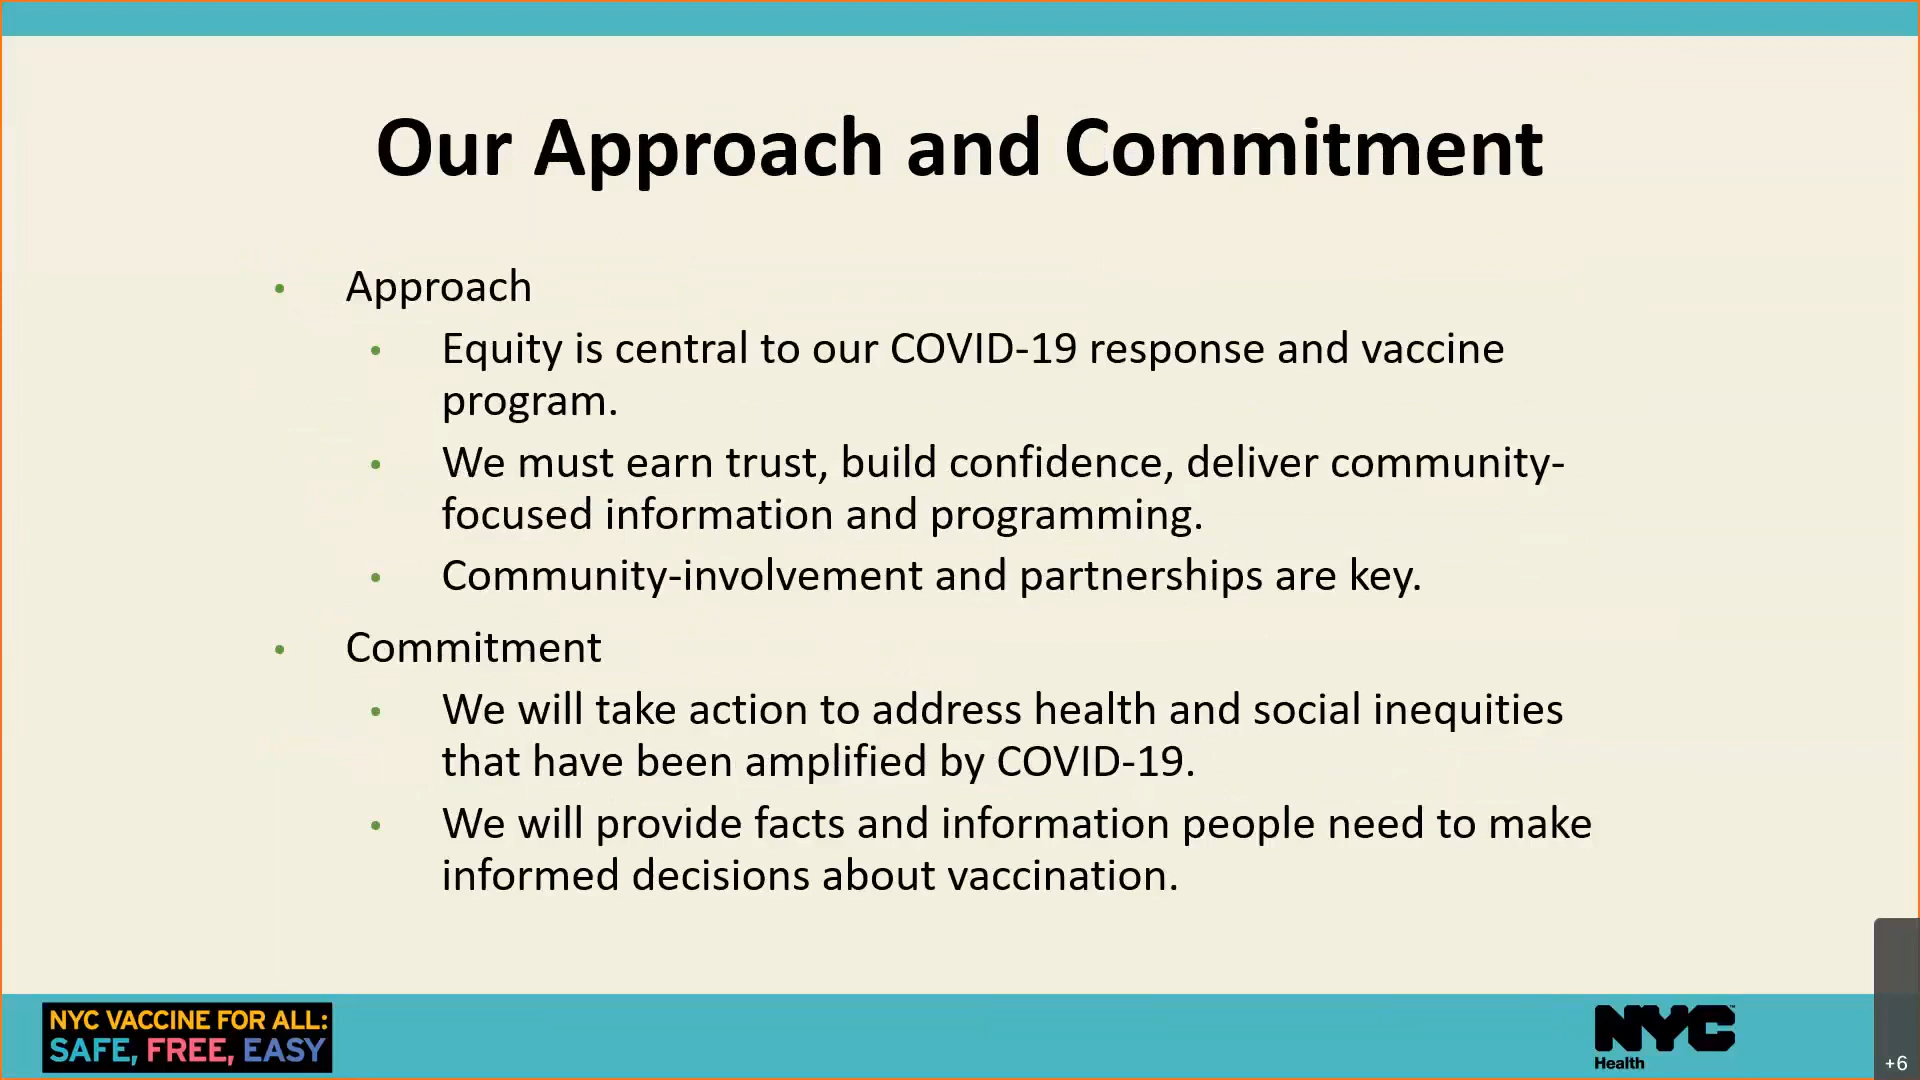 Our Approach and Commitment
• Approach
• Equity is central to our COVID-19 response and vaccine
program.
• We must earn trust, build confidence, deliver community-
focused information and programming.
• Community-involvement and partnerships are key.
• Commitment
• We will take action to address health and social inequities
that have been amplified by COVID-19.
• We will provide facts and information people need to make
informed decisions about vaccination.
NYC VACCINE FOR ALL:
SAFE, FREE, EASY
NYC
Health
+6